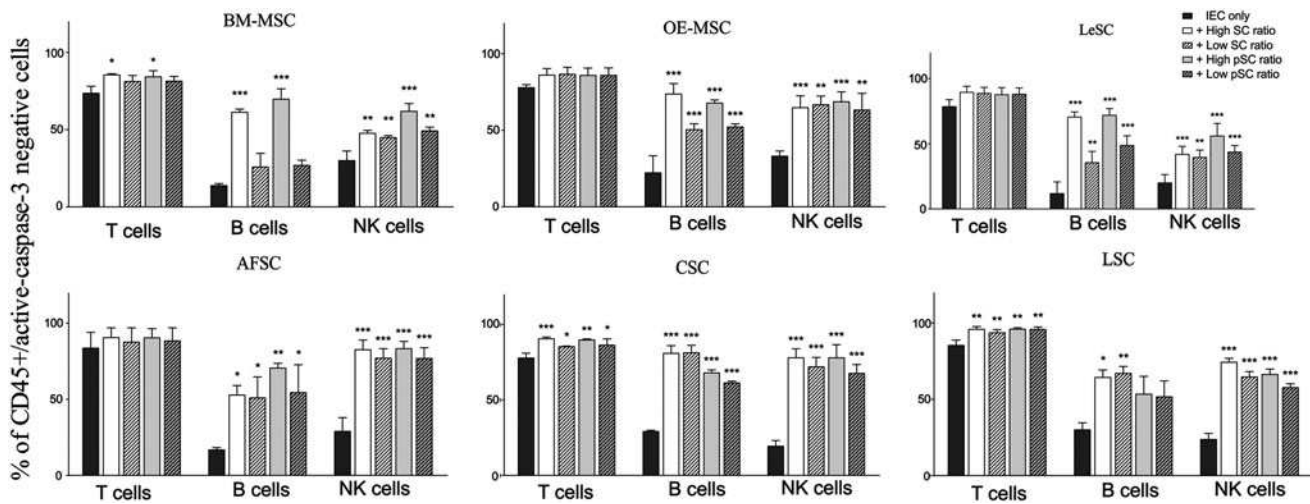 % of CD45+/active-caspase-3 negative cells
BM-MSC
100
50
0
* *
*** ***
** ** *** **
T cells B cells NK cells
OE-MSC
100
50
0
*** *** *** ***
** ** *** **
T cells B cells NK cells
LeSC
IEC only
+ High SC ratio
+ Low SC ratio
+ High pSC ratio
+ Low pSC ratio
100
50
0
*** ** *** ***
*** ** *** ***
T cells B cells NK cells
AFSC
100
50
0
* * ** *
*** *** *** ***
T cells B cells NK cells
CSC
100
50
0
*** * ** *
*** *** *** ***
*** *** *** ***
T cells B cells NK cells
LSC
100
50
0
** ** ** **
* **
*** *** *** ***
T cells B cells NK cells